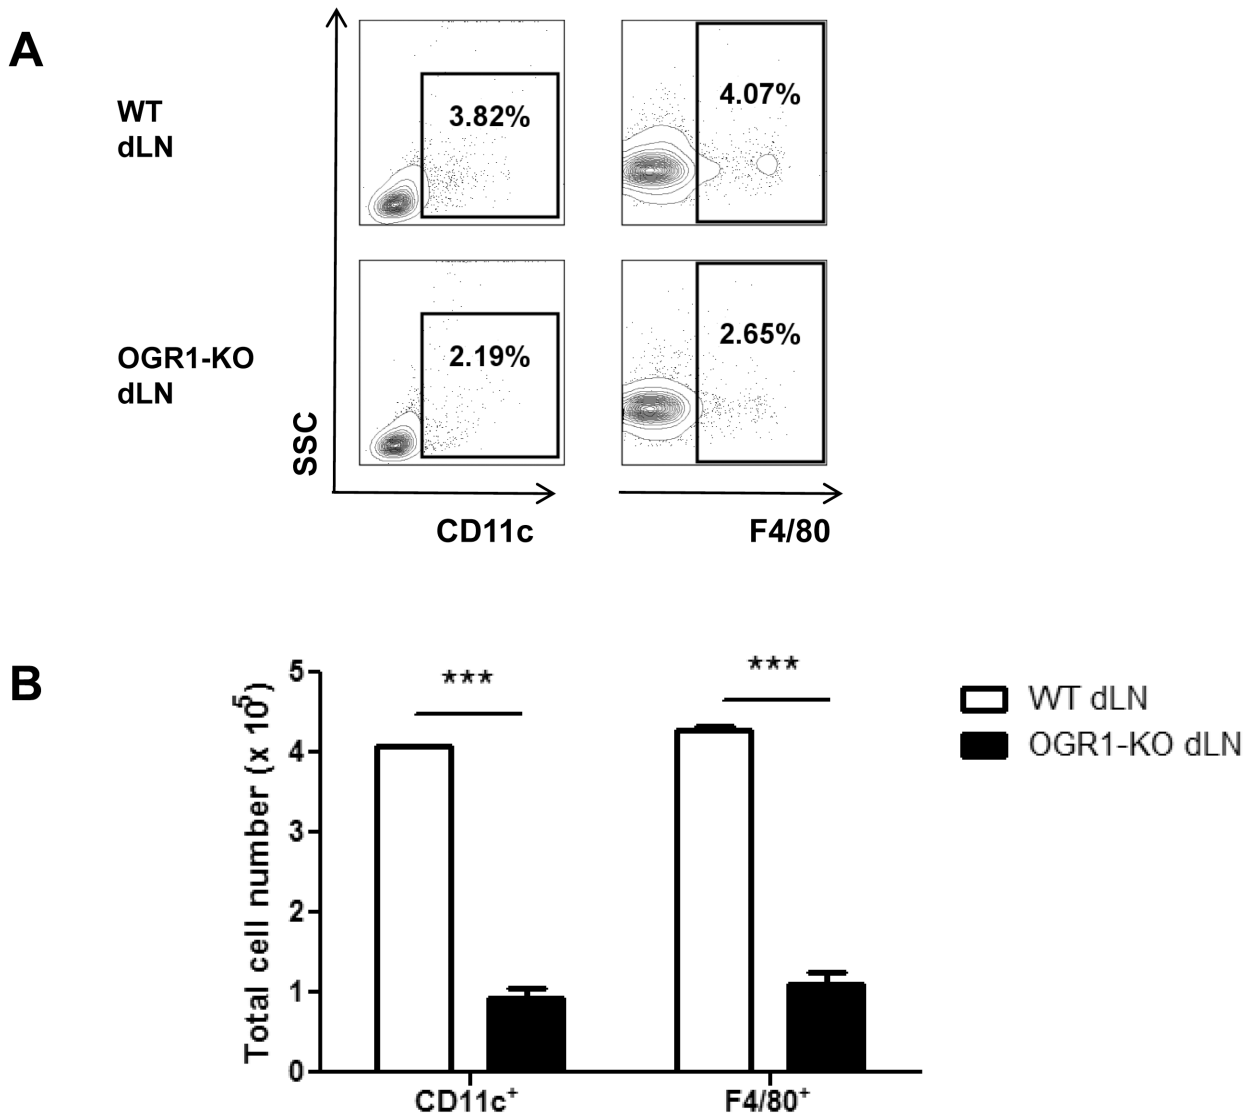 A
WT
dLN
3.82%
4.07%
OGR1-KO
dLN
2.19%
2.65%
SSC
CD11c
F4/80
B
Total cell number (x 10⁵)
5
4
3
2
1
0
***
***
WT dLN
OGR1-KO dLN
CD11c⁺
F4/80⁺